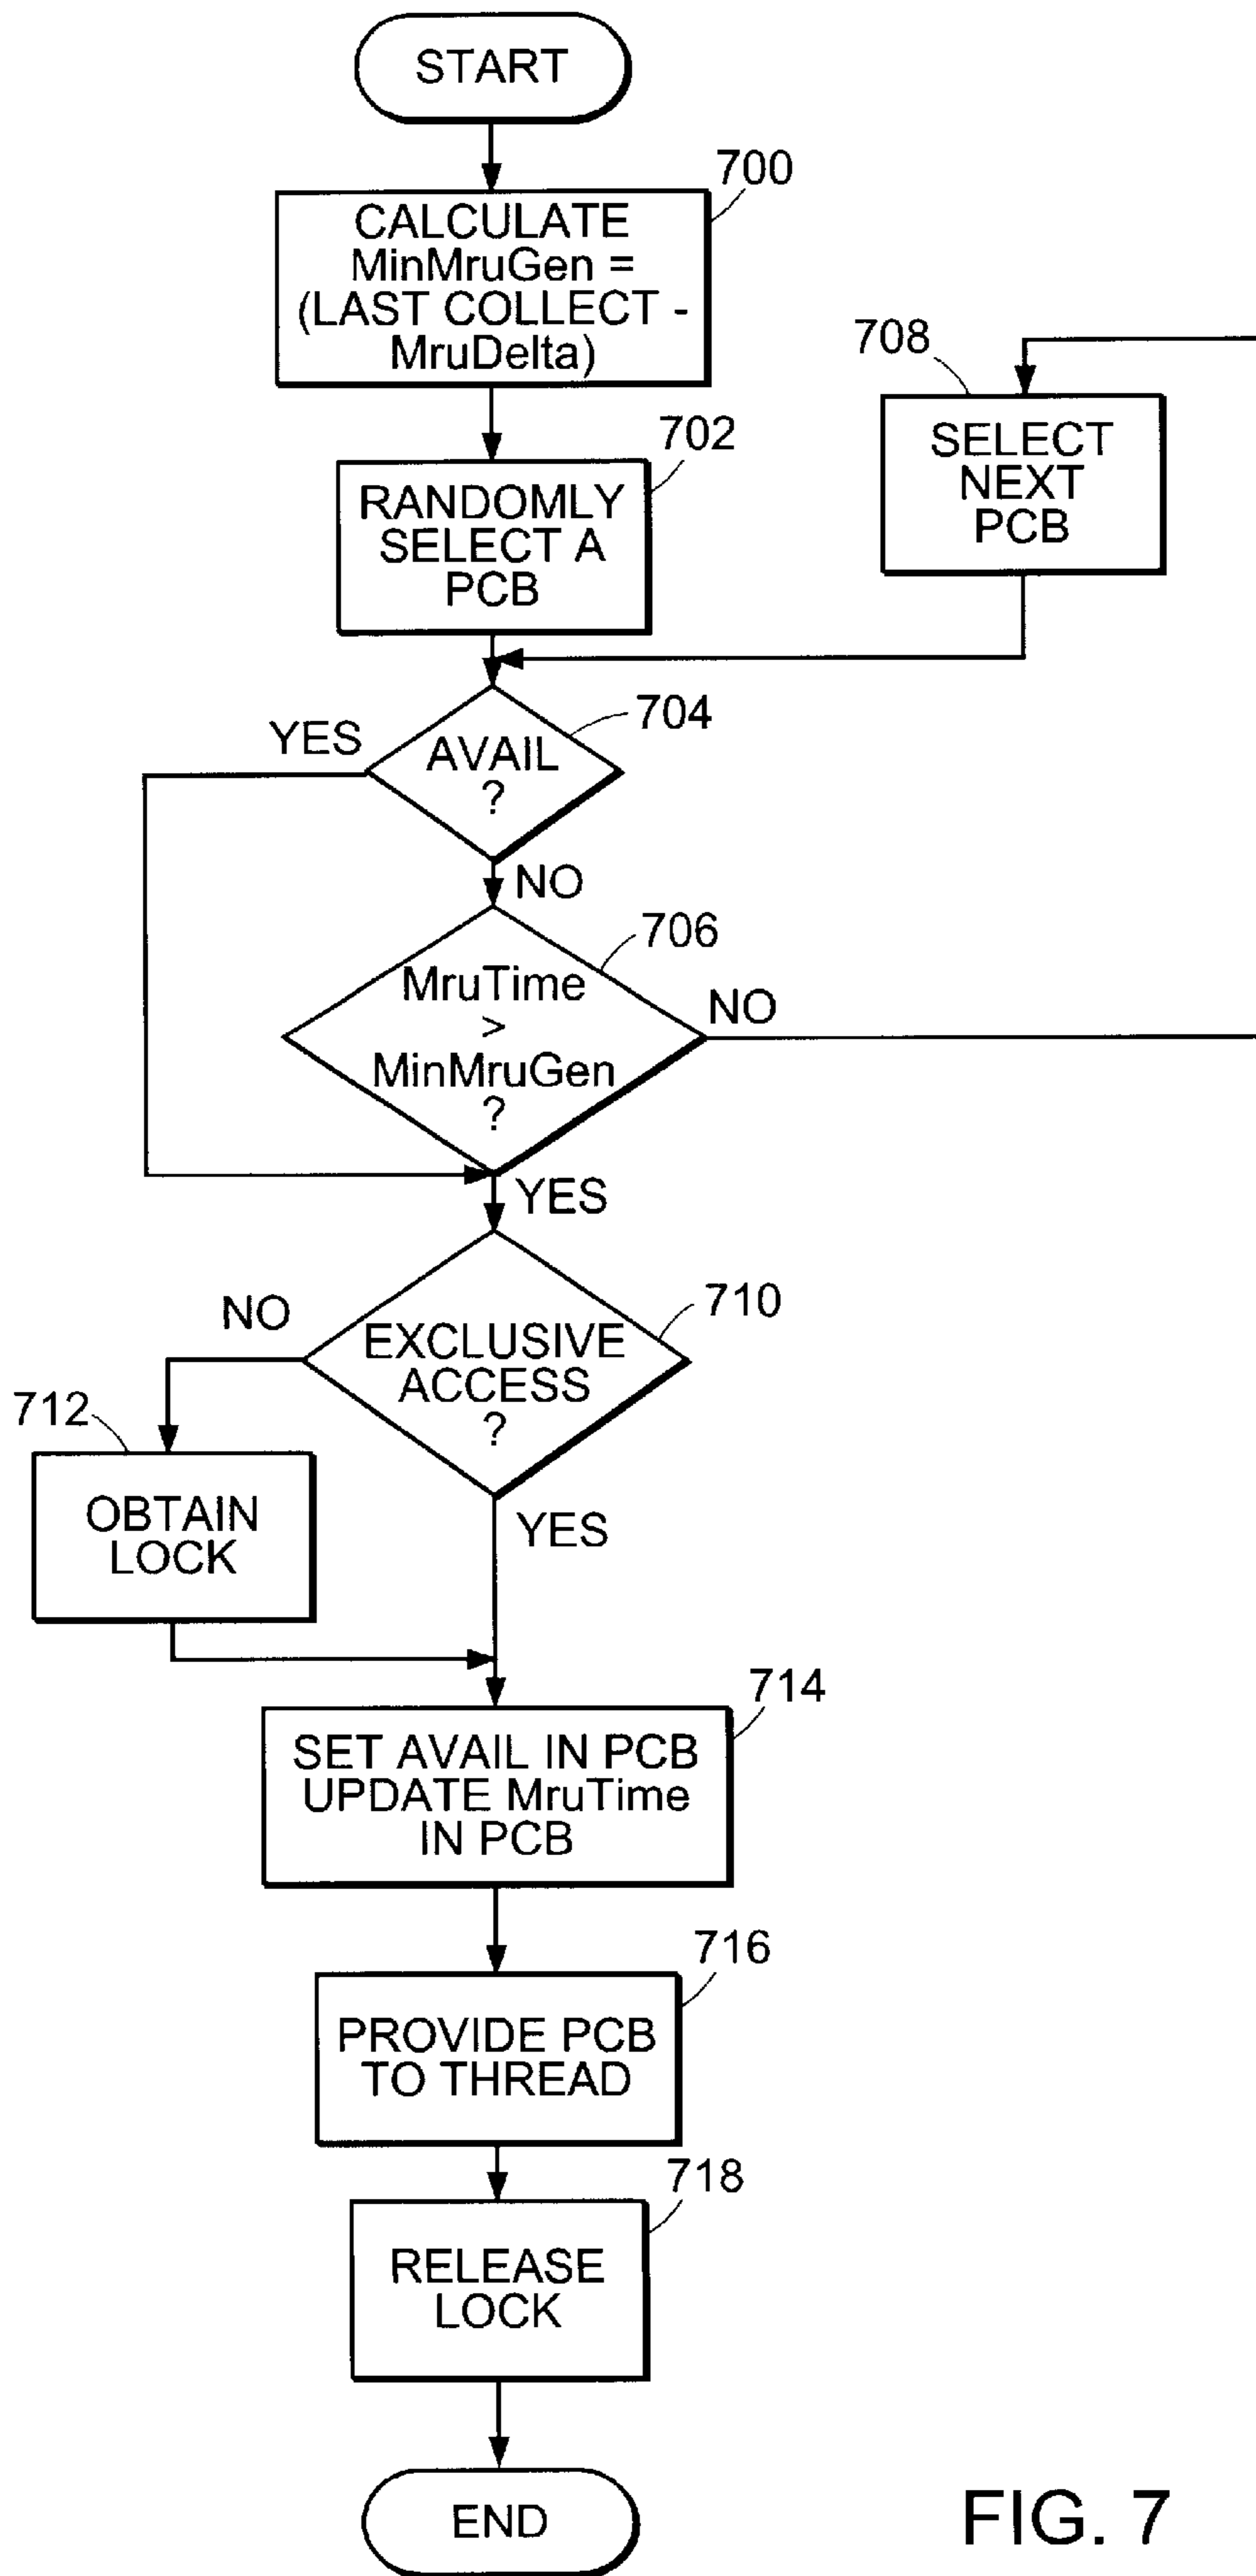 START
700
CALCULATE
MinMruGen =
(LAST COLLECT -
MruDelta)
708
SELECT
NEXT
PCB
702
RANDOMLY
SELECT A
PCB
704
YES
AVAIL
?
NO
706
MruTime
>
MinMruGen
?
NO
YES
710
NO
EXCLUSIVE
ACCESS
?
712
OBTAIN
LOCK
YES
714
SET AVAIL IN PCB
UPDATE MruTime
IN PCB
716
PROVIDE PCB
TO THREAD
718
RELEASE
LOCK
END
FIG. 7